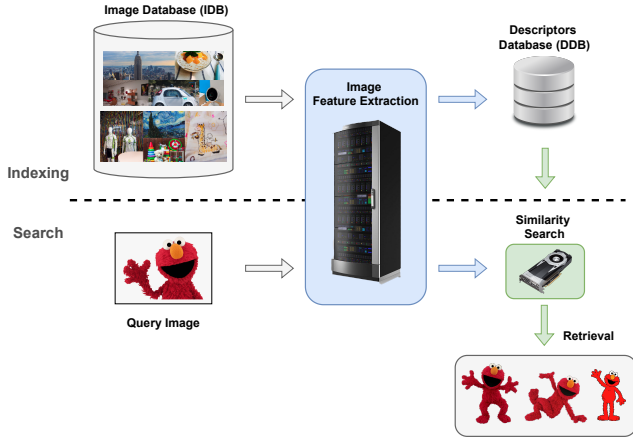 Image Database (IDB)
Descriptors
Database (DDB)
Image
Feature Extraction
Indexing
Search
Similarity
Search
Query Image
Retrieval